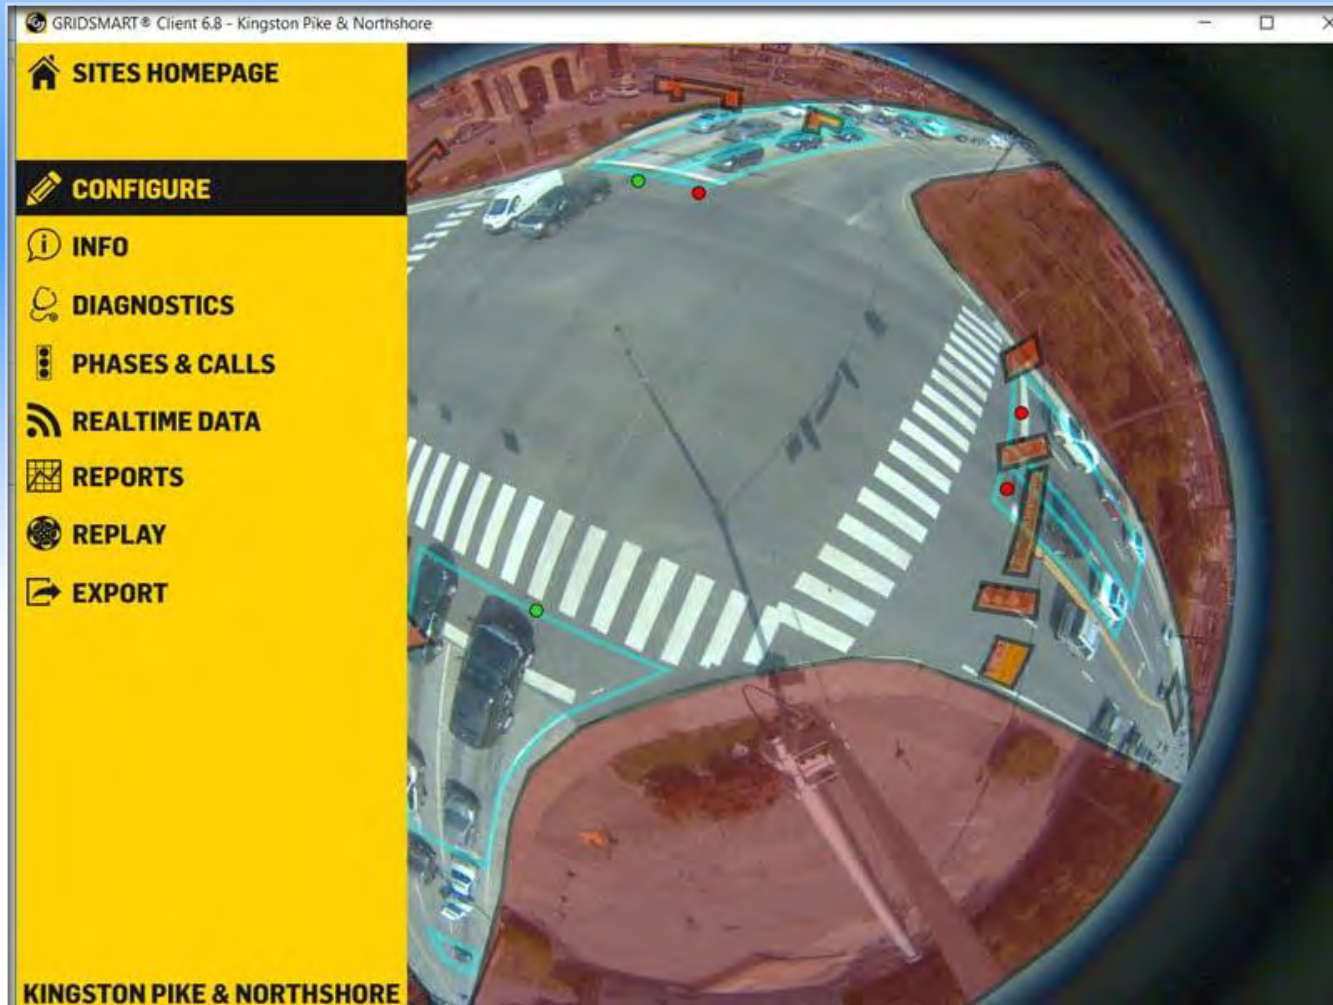 GRIDSMART® Client 6.8 - Kingston Pike & Northshore
SITES HOMEPAGE
CONFIGURE
INFO
DIAGNOSTICS
PHASES & CALLS
REALTIME DATA
REPORTS
REPLAY
EXPORT
KINGSTON PIKE & NORTHSHORE